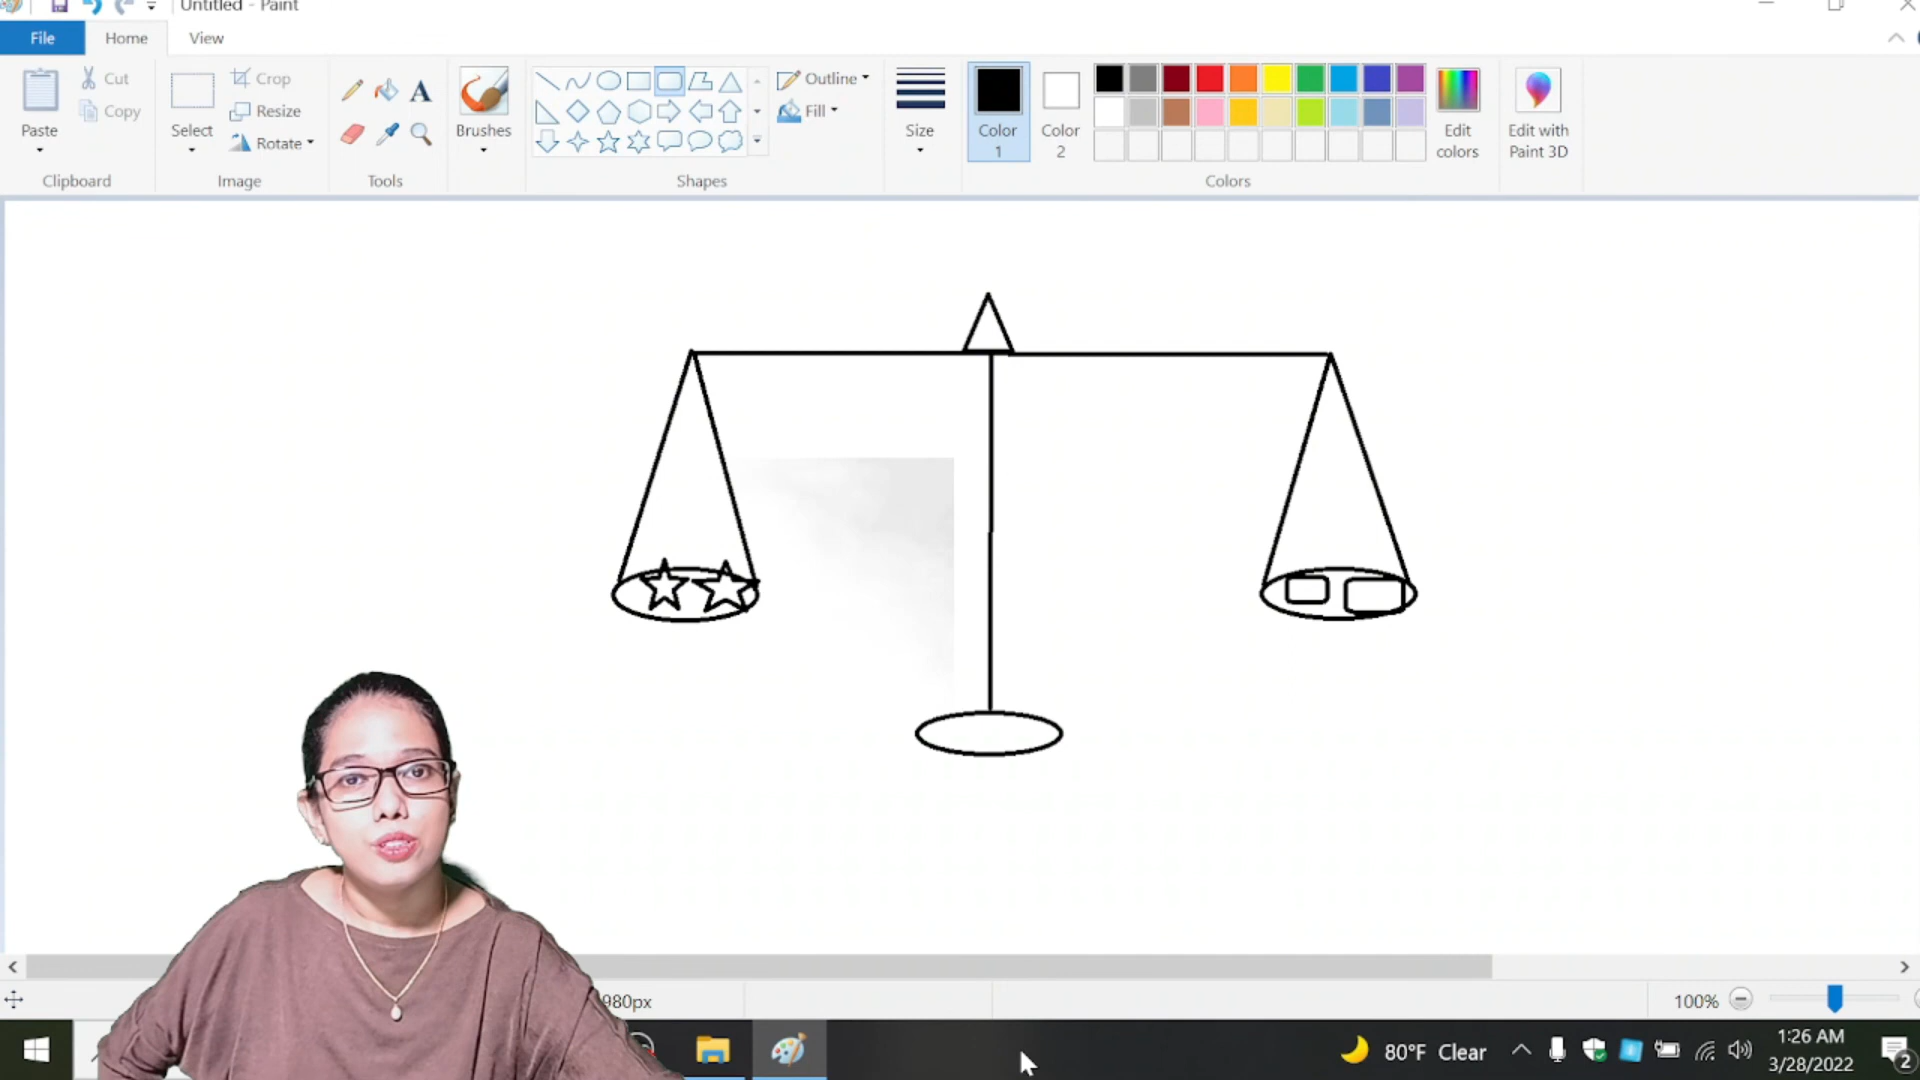 Untitled - Paint
File Home View
Paste
Cut
Copy
Clipboard
Select
Crop
Resize
Rotate
Image
A
Tools
Brushes
Shapes
Outline
Fill
Size
Color 1
Color 2
Colors
Edit colors
Edit with Paint 3D
980px
100%
80°F Clear
1:26 AM
3/28/2022
2